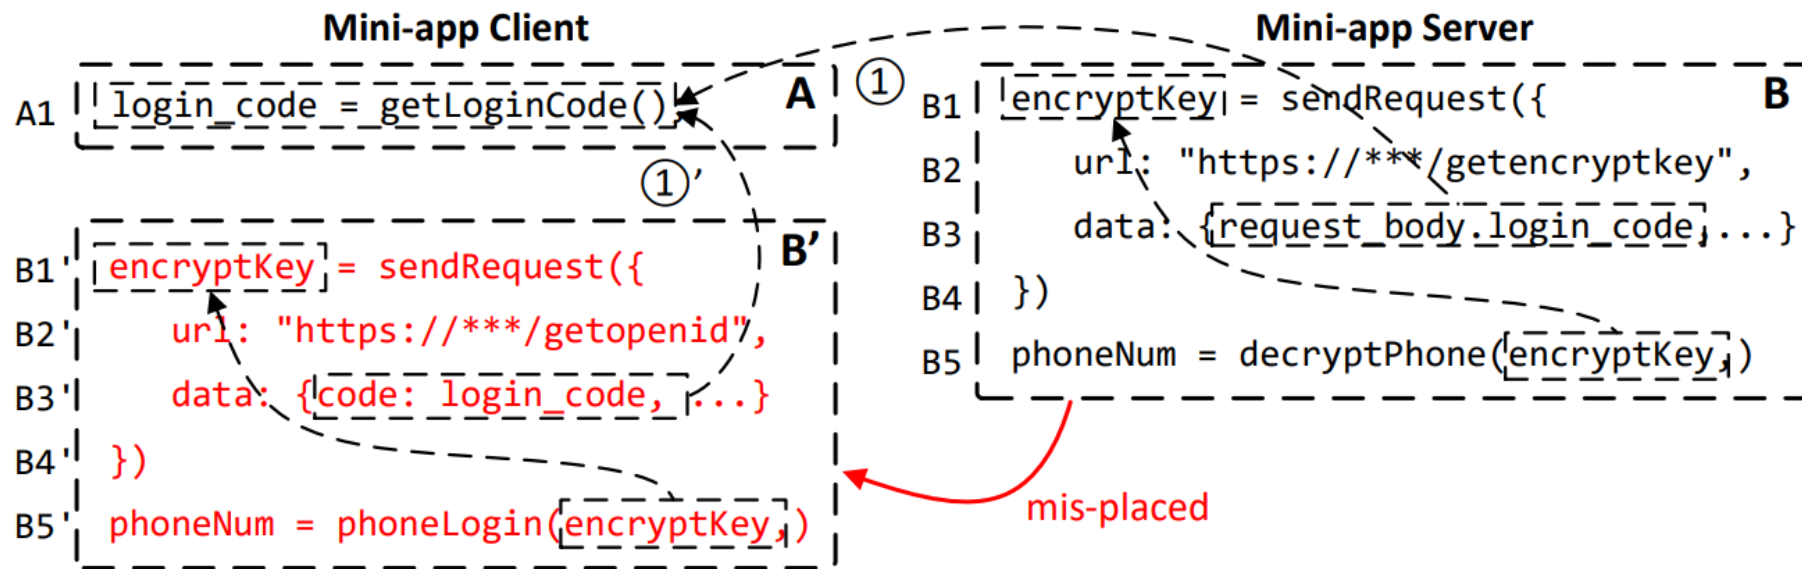 Mini-app Client
A
A1 login_code = getLoginCode()
①'
B'
B1' encryptKey = sendRequest({
B2' url: "https://***/getopenid",
B3' data: {code: login_code, ...}
B4' })
B5' phoneNum = phoneLogin(encryptKey,)
①
Mini-app Server
B
B1 encryptKey = sendRequest({
B2 url: "https://***/getencryptkey",
B3 data: {request_body.login_code,...}
B4 })
B5 phoneNum = decryptPhone(encryptKey,)
mis-placed